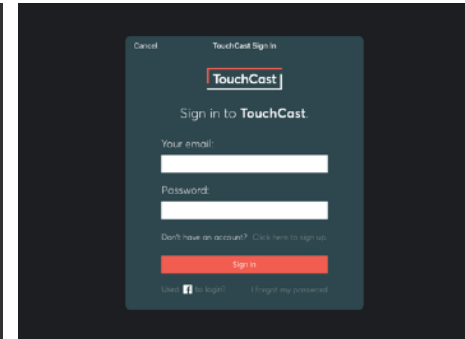 Cancel TouchCast Sign In
TouchCast
Sign in to TouchCast.
Your email:
Password:
Don't have an account? Click here to sign up.
Sign in
Used f to login? I forgot my password